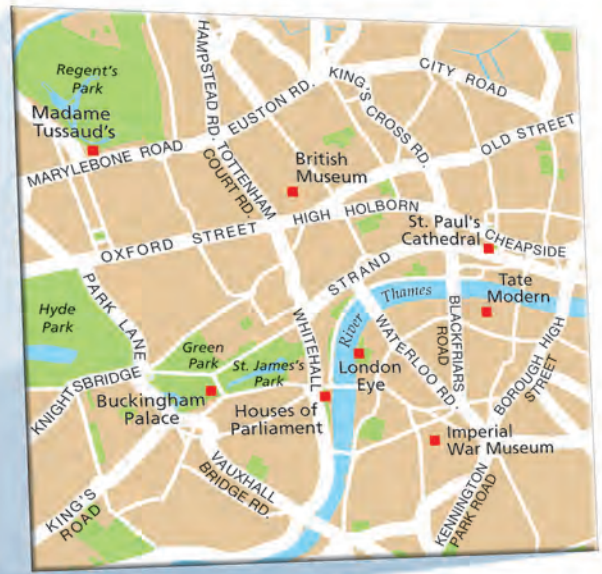 Regent's
Park
Madame
Tussaud's
MARYLEBONE ROAD
HAMPSTEAD RD.
TOTTENHAM
COURT RD.
EUSTON RD.
KING'S
CROSS RD.
CITY ROAD
OLD STREET
British
Museum
OXFORD STREET
HIGH HOLBORN
St. Paul's
Cathedral
CHEAPSIDE
PARK LANE
STRAND
Hyde
Park
Green
Park
St. James's
Park
WHITEHALL
River Thames
WATERLOO RD.
BLACKFRIARS
ROAD
Tate
Modern
BOROUGH HIGH
STREET
KNIGHTSBRIDGE
Buckingham
Palace
Houses of
Parliament
London
Eye
Imperial
War Museum
KING'S
ROAD
VAUXHALL
BRIDGE RD.
KENNINGTON
PARK ROAD